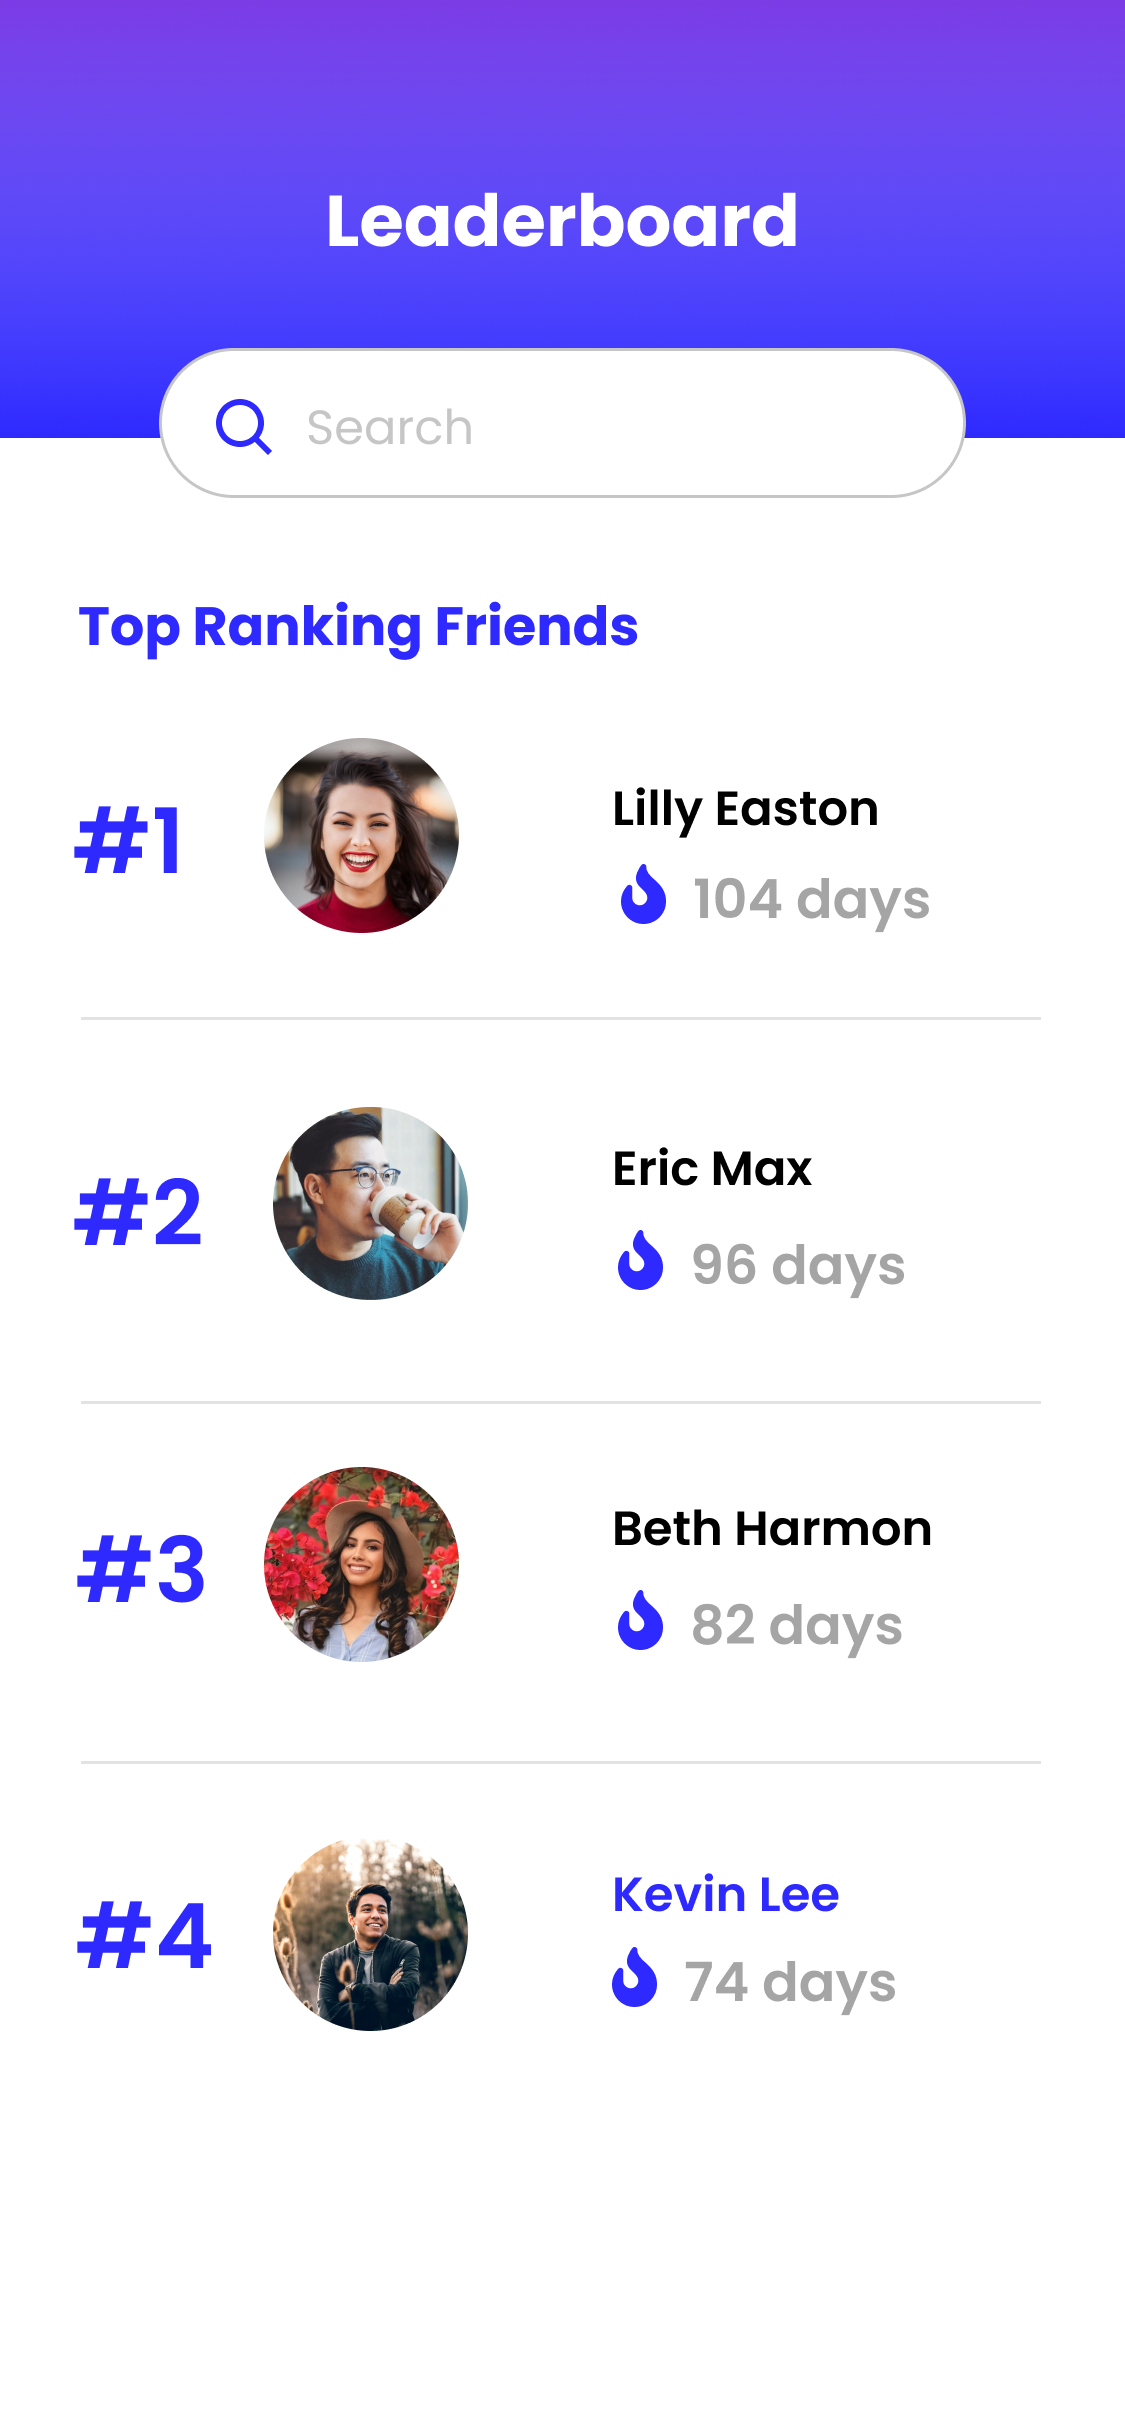 Leaderboard
Search
Top Ranking Friends
#1
Lilly Easton
104 days
#2
Eric Max
96 days
#3
Beth Harmon
82 days
#4
Kevin Lee
74 days